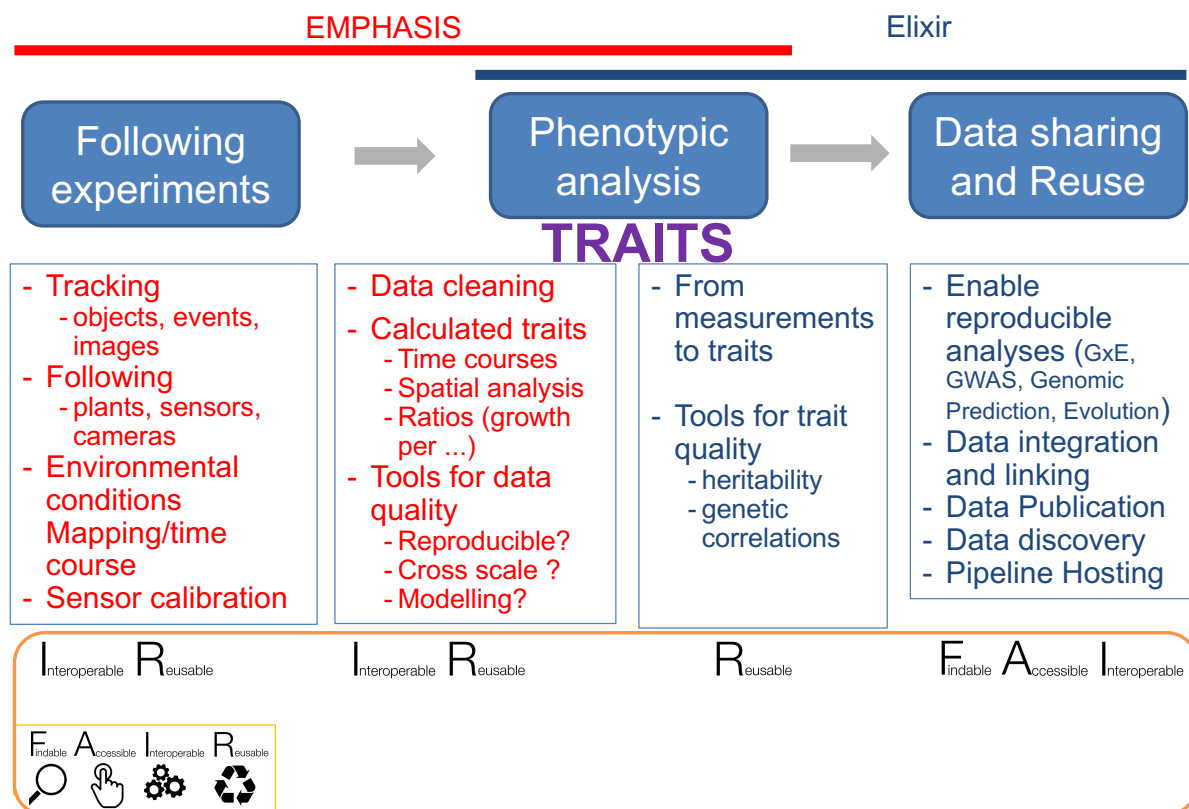 EMPHASIS
Elixir
Following
experiments
Phenotypic
analysis
Data sharing
and Reuse
TRAITS
- Tracking
- objects, events,
images
- Following
- plants, sensors,
cameras
- Environmental
conditions
Mapping/time
course
- Sensor calibration
- Data cleaning
- Calculated traits
- Time courses
- Spatial analysis
- Ratios (growth
per ...)
- Tools for data
quality
- Reproducible?
- Cross scale ?
- Modelling?
- From
measurements
to traits
- Tools for trait
quality
- heritability
- genetic
correlations
- Enable
reproducible
analyses (GxE,
GWAS, Genomic
Prediction, Evolution)
- Data integration
and linking
- Data Publication
- Data discovery
- Pipeline Hosting
Interoperable Reusable
Interoperable Reusable
Reusable
Findable Accessible Interoperable
Findable Accessible Interoperable Reusable